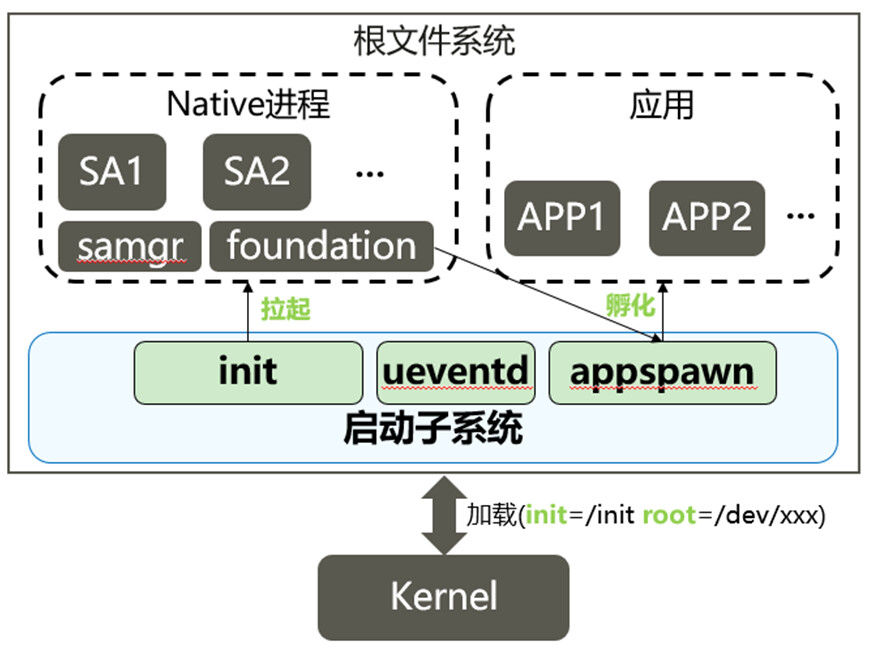 根文件系统
Native进程
SA1
SA2
...
samgr
foundation
应用
APP1
APP2
...
拉起
孵化
init
ueventd
appspawn
启动子系统
加载(init=/init root=/dev/xxx)
Kernel